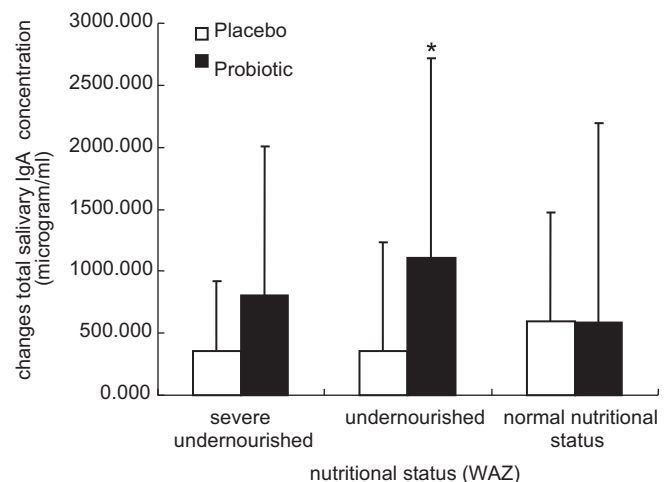 changes total salivary IgA concentration
(microgram/ml)
3000.000
2500.000
2000.000
1500.000
1000.000
500.000
0.000
Placebo
Probiotic
*
severe
undernourished
undernourished
normal nutritional
status
nutritional status (WAZ)